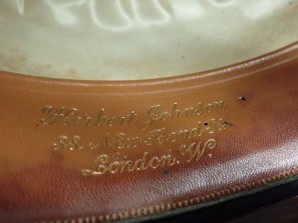 Herbert Johnson
38. New Bond St.
London. W.